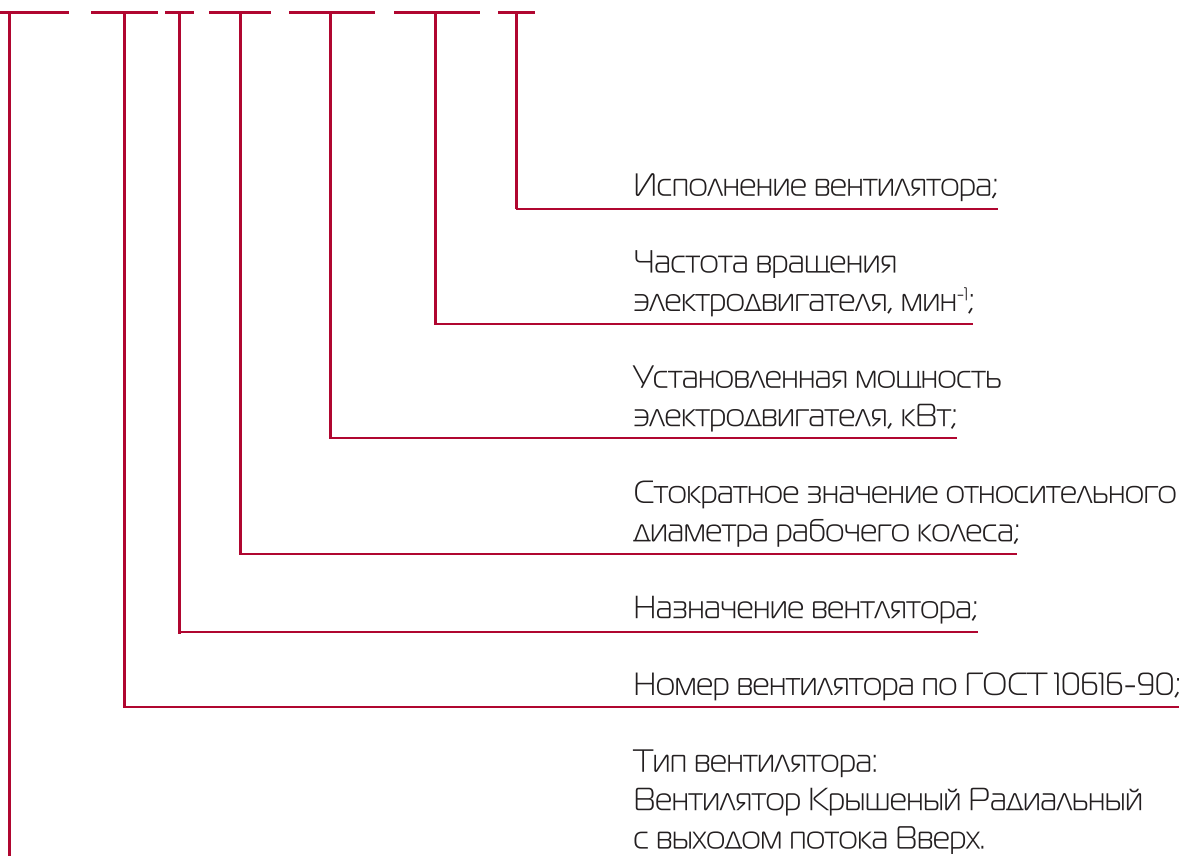 Исполнение вентилятора;
Частота вращения
электродвигателя, мин⁻¹;
Установленная мощность
электродвигателя, кВт;
Стократное значение относительного
диаметра рабочего колеса;
Назначение вентлятора;
Номер вентилятора по ГОСТ 10616-90;
Тип вентилятора:
Вентилятор Крышеный Радиальный
с выходом потока Вверх.